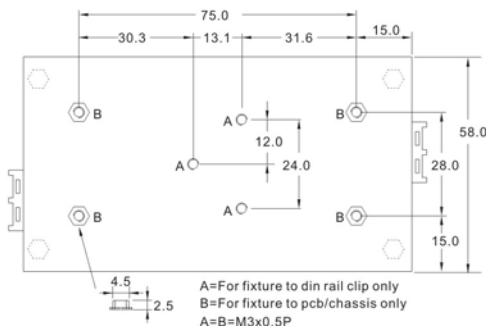 75.0
30.3 13.1 31.6 15.0
B A B
12.0
A 24.0 28.0 58.0
B A B
15.0
4.5
2.5
A=For fixture to din rail clip only
B=For fixture to pcb/chassis only
A=B=M3x0.5P